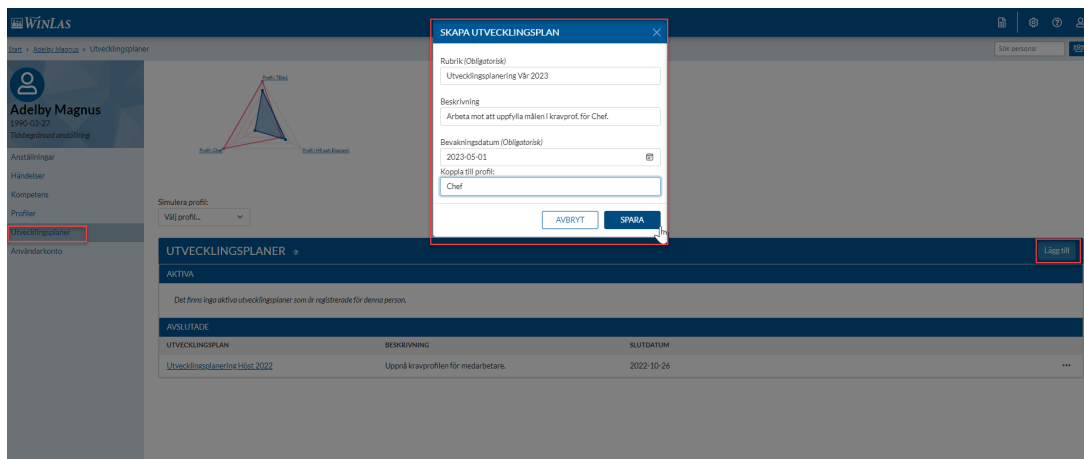 WinLas
Start › Adelby Magnus › Utvecklingsplaner
Sök personal
Adelby Magnus
1990-03-27
Tidsbegränsad anställning
Anställningar
Händelser
Kompetens
Profiler
Utvecklingsplaner
Användarkonto
Profil: Chef
Simulera profil:
Välj profil...
SKAPA UTVECKLINGSPLAN
Rubrik (Obligatorisk)
Utvecklingsplanering Vår 2023
Beskrivning
Arbeta mot att uppfylla målen i kravprof. för Chef.
Bevakningsdatum (Obligatorisk)
2023-05-01
Koppla till profil:
Chef
AVBRYT SPARA
UTVECKLINGSPLANER
Lägg till
AKTIVA
Det finns inga aktiva utvecklingsplaner som är registrerade för denna person.
AVSLUTADE
UTVECKLINGSPLAN BESKRIVNING SLUTDATUM
Utvecklingsplanering Höst 2022 Uppnå kravprofilen för medarbetare. 2022-10-26